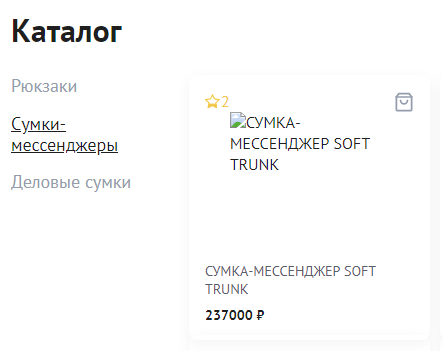 Каталог
Рюкзаки
Сумки-
мессенджеры
Деловые сумки
2
СУМКА-
МЕССЕНДЖЕР SOFT
TRUNK
СУМКА-МЕССЕНДЖЕР SOFT
TRUNK
237000 ₽